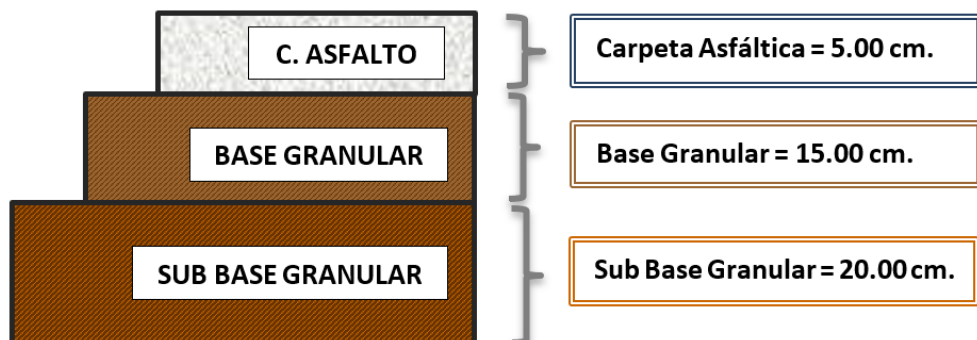 C. ASFALTO
Carpeta Asfáltica = 5.00 cm.
BASE GRANULAR
Base Granular = 15.00 cm.
SUB BASE GRANULAR
Sub Base Granular = 20.00 cm.